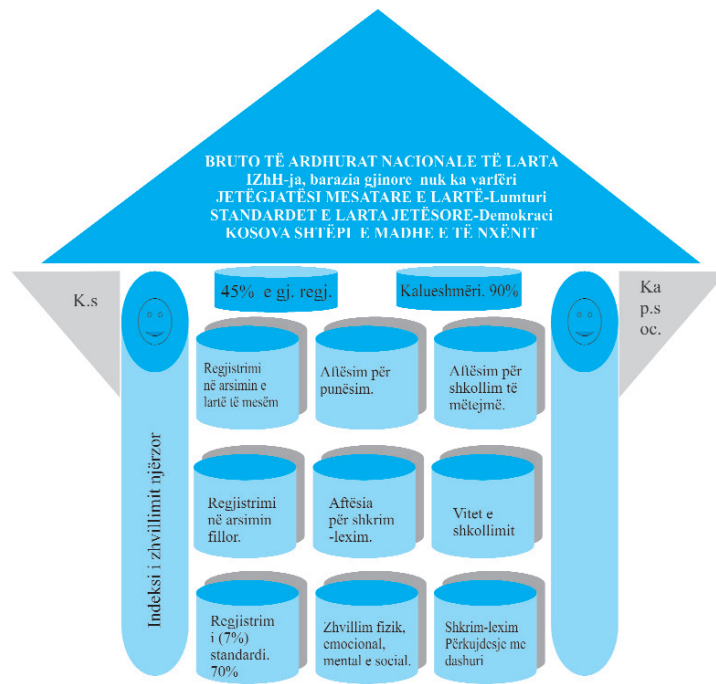 BRUTO TË ARDHURAT NACIONALE TË LARTA
IZhH-ja, barazia gjinore nuk ka varfëri
JETËGJATËSI MESATARE E LARTË-Lumturi
STANDARDET E LARTA JETËSORE-Demokraci
KOSOVA SHTËPI E MADHE E TË NXËNIT
K.s
45% e gj. regj.
Kalueshmëri. 90%
Ka
p.s
oc.
Regjistrimi
në arsimin e
lartë të mesëm
Aftësim për
punësim.
Aftësim për
shkollim të
mëtejmë.
Indeksi i zhvillimit njërzor
Regjistrimi
në arsimin
fillor.
Aftësia
për shkrim
-lexim.
Vitet e
shkollimit
Regjistrim
i (7%)
standardi.
70%
Zhvillim fizik,
emocional,
mental e social.
Shkrim-lexim
Përkujdesje me
dashuri